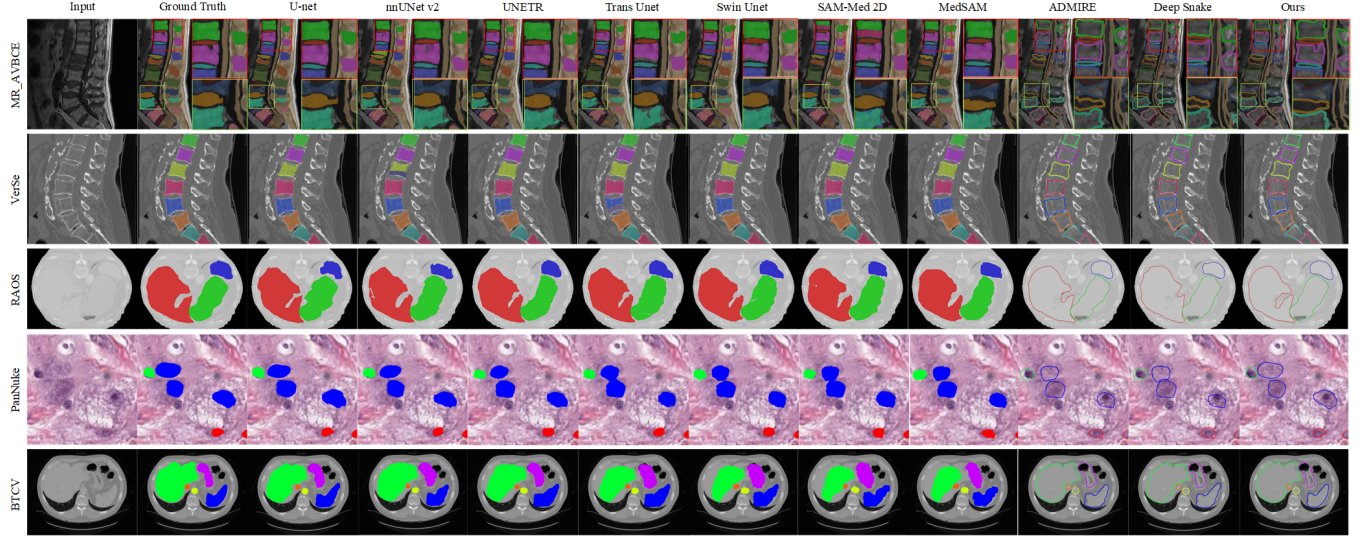 Input Ground Truth U-net nnUNet v2 UNETR Trans Unet Swin Unet SAM-Med 2D MedSAM ADMIRE Deep Snake Ours
MR_AVBCE
VerSe
RAOS
PanNuke
BTCV